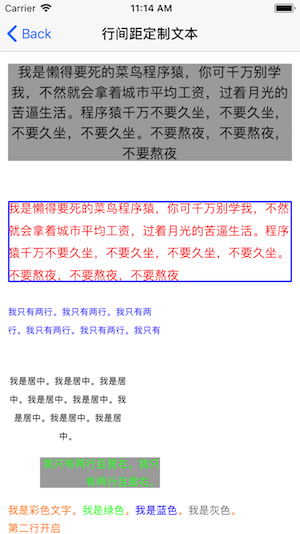 Carrier 11:14 AM
Back 行间距定制文本
我是懒得要死的菜鸟程序猿，你可千万别学
我，不然就会拿着城市平均工资，过着月光的
苦逼生活。程序猿千万不要久坐，不要久坐，
不要久坐，不要久坐。不要熬夜，不要熬夜，
不要熬夜
我是懒得要死的菜鸟程序猿，你可千万别学我，不然
就会拿着城市平均工资，过着月光的苦逼生活。程序
猿千万不要久坐，不要久坐，不要久坐，不要久坐。
不要熬夜，不要熬夜，不要熬夜
我只有两行。我只有两行。我只有两
行。我只有两行。我只有两行。我只有
我是居中。我是居中。我是居
中。我是居中。我是居中。我
是居中。我是居中。我是居
中。
我只有两行且居右。我只
有两行且居右。
我是彩色文字。我是绿色。我是蓝色。我是灰色。
第二行开启